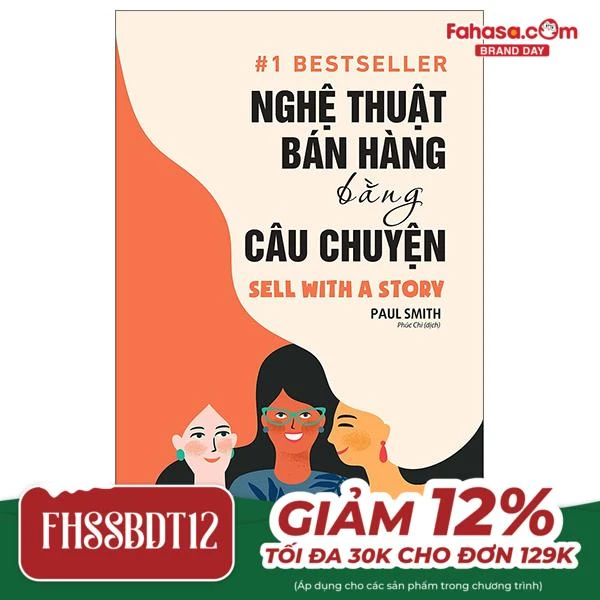 Fahasa.com
BRAND DAY
#1 BESTSELLER
NGHỆ THUẬT
BÁN HÀNG
bằng
CÂU CHUYỆN
SELL WITH A STORY
PAUL SMITH
Phúc Chi (dịch)
FHSSBDT12
GIẢM 12%
TỐI ĐA 30K CHO ĐƠN 129K
(Áp dụng cho các sản phẩm trong chương trình)